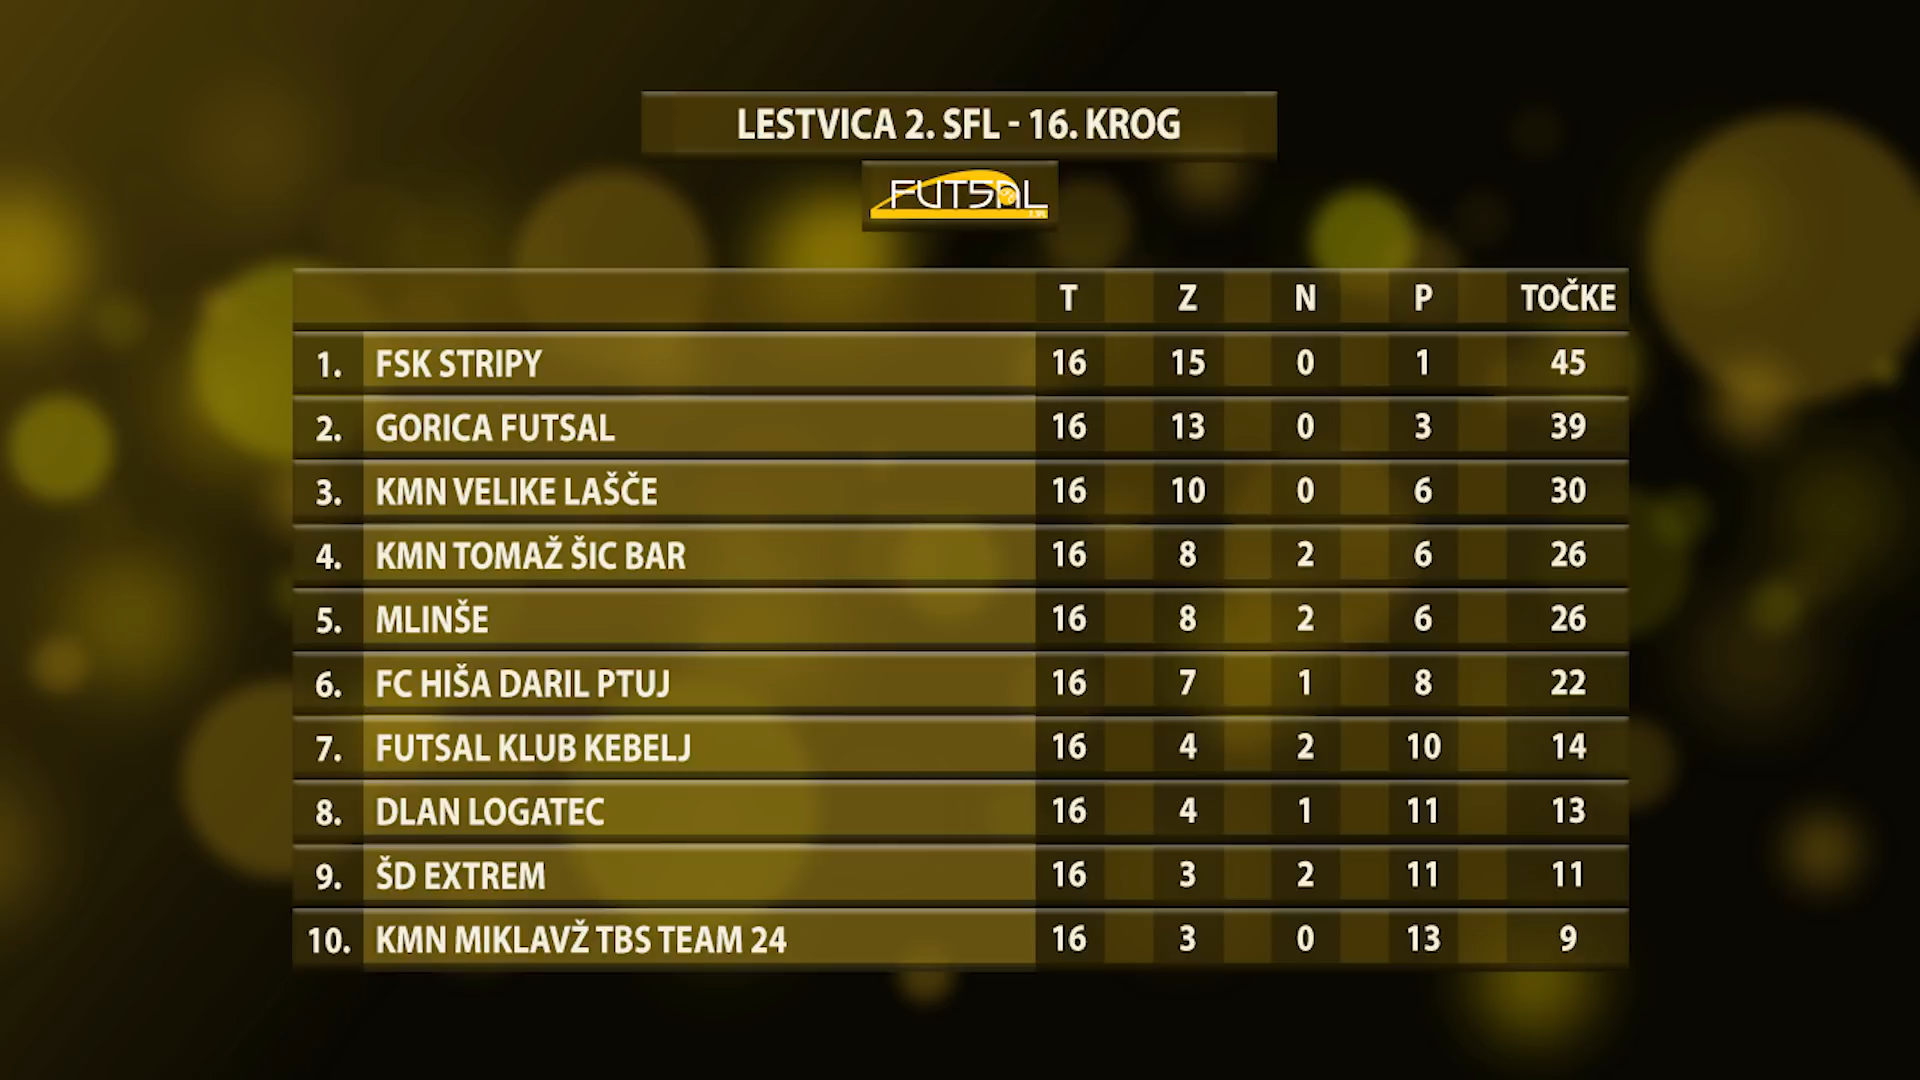 LESTVICA 2. SFL - 16. KROG
FUTSAL
2. SFL
T Z N P TOČKE
1. FSK STRIPY 16 15 0 1 45
2. GORICA FUTSAL 16 13 0 3 39
3. KMN VELIKE LAŠČE 16 10 0 6 30
4. KMN TOMAŽ ŠIC BAR 16 8 2 6 26
5. MLINŠE 16 8 2 6 26
6. FC HIŠA DARIL PTUJ 16 7 1 8 22
7. FUTSAL KLUB KEBELJ 16 4 2 10 14
8. DLAN LOGATEC 16 4 1 11 13
9. ŠD EXTREM 16 3 2 11 11
10. KMN MIKLAVŽ TBS TEAM 24 16 3 0 13 9